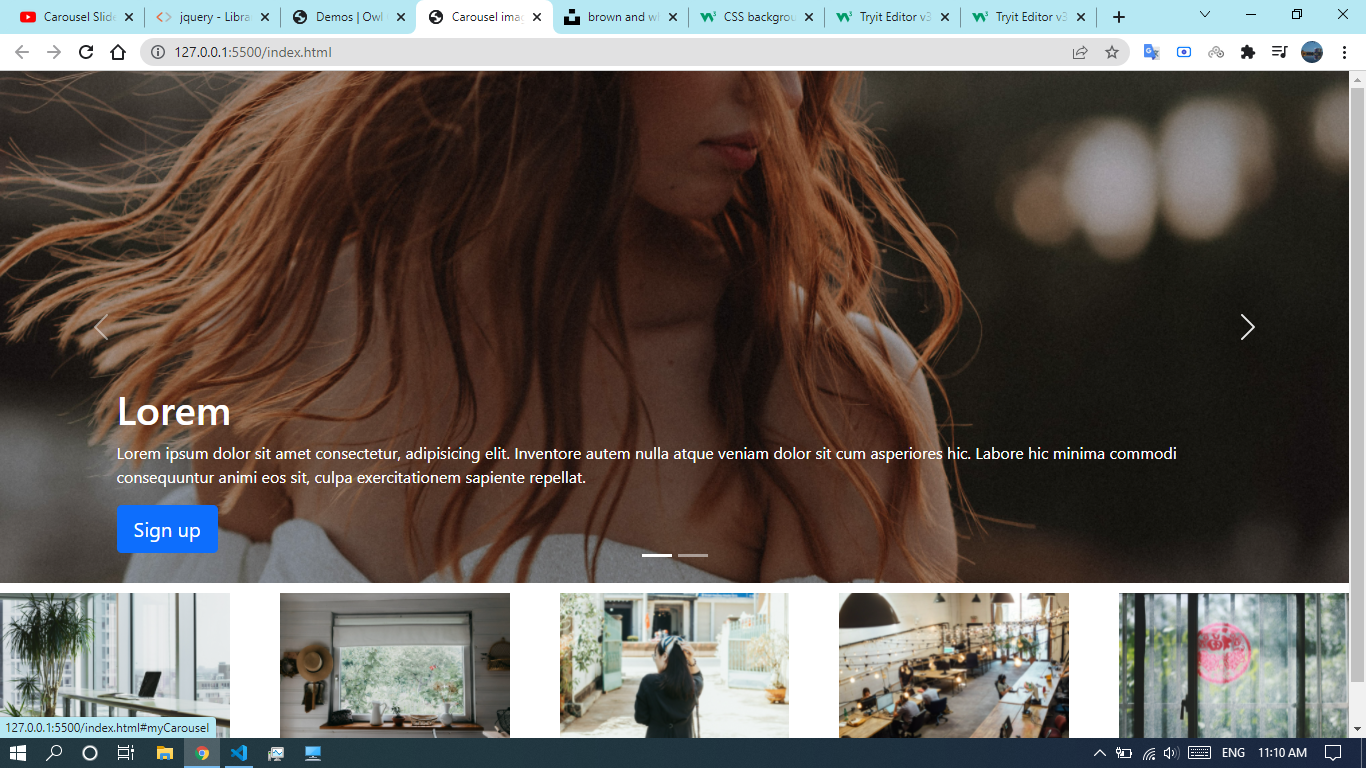 Carousel Slide
jquery - Libra
Demos | Owl
Carousel imag
brown and wh
CSS backgrou
Tryit Editor v3
Tryit Editor v3
127.0.0.1:5500/index.html
Lorem
Lorem ipsum dolor sit amet consectetur, adipisicing elit. Inventore autem nulla atque veniam dolor sit cum asperiores hic. Labore hic minima commodi
consequuntur animi eos sit, culpa exercitationem sapiente repellat.
Sign up
127.0.0.1:5500/index.html#myCarousel
ENG
11:10 AM